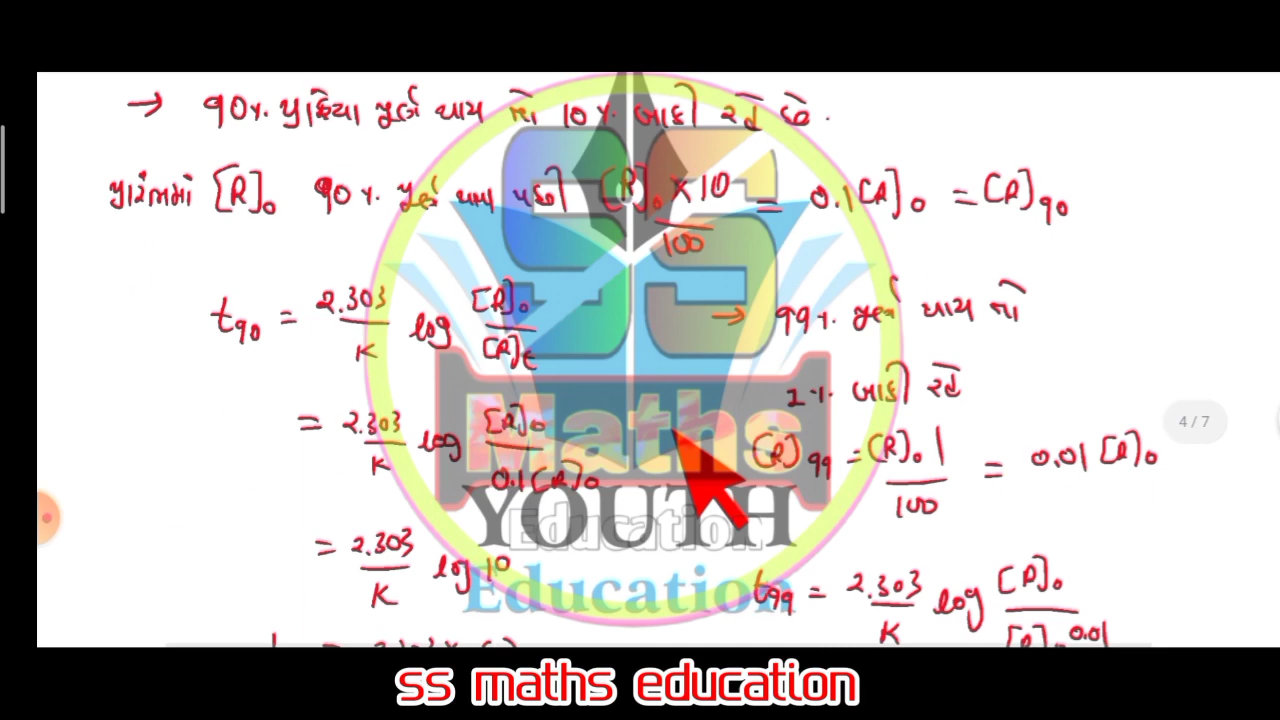 → 90% પ્રક્રિયા પૂર્ણ થાય તો 10% બાકી રહે છે.
પ્રારંભમાં [R]₀ 90% પૂર્ણ થાય પછી [R]₀ × 10 / 100 = 0.1[R]₀ = [R]90
t90 = 2.303 / K log [R]₀ / [R]t
= 2.303 / K log [R]₀ / 0.1[R]₀
= 2.303 / K log 10
→ 99% પૂર્ણ થાય તો
1% બાકી રહે
[R]99 = [R]₀ 1 / 100 = 0.01 [R]₀
t99 = 2.303 / K log [R]₀ / [R]₀ 0.01
4 / 7
SS
Maths
Education
YOUTH
Education
ss maths education